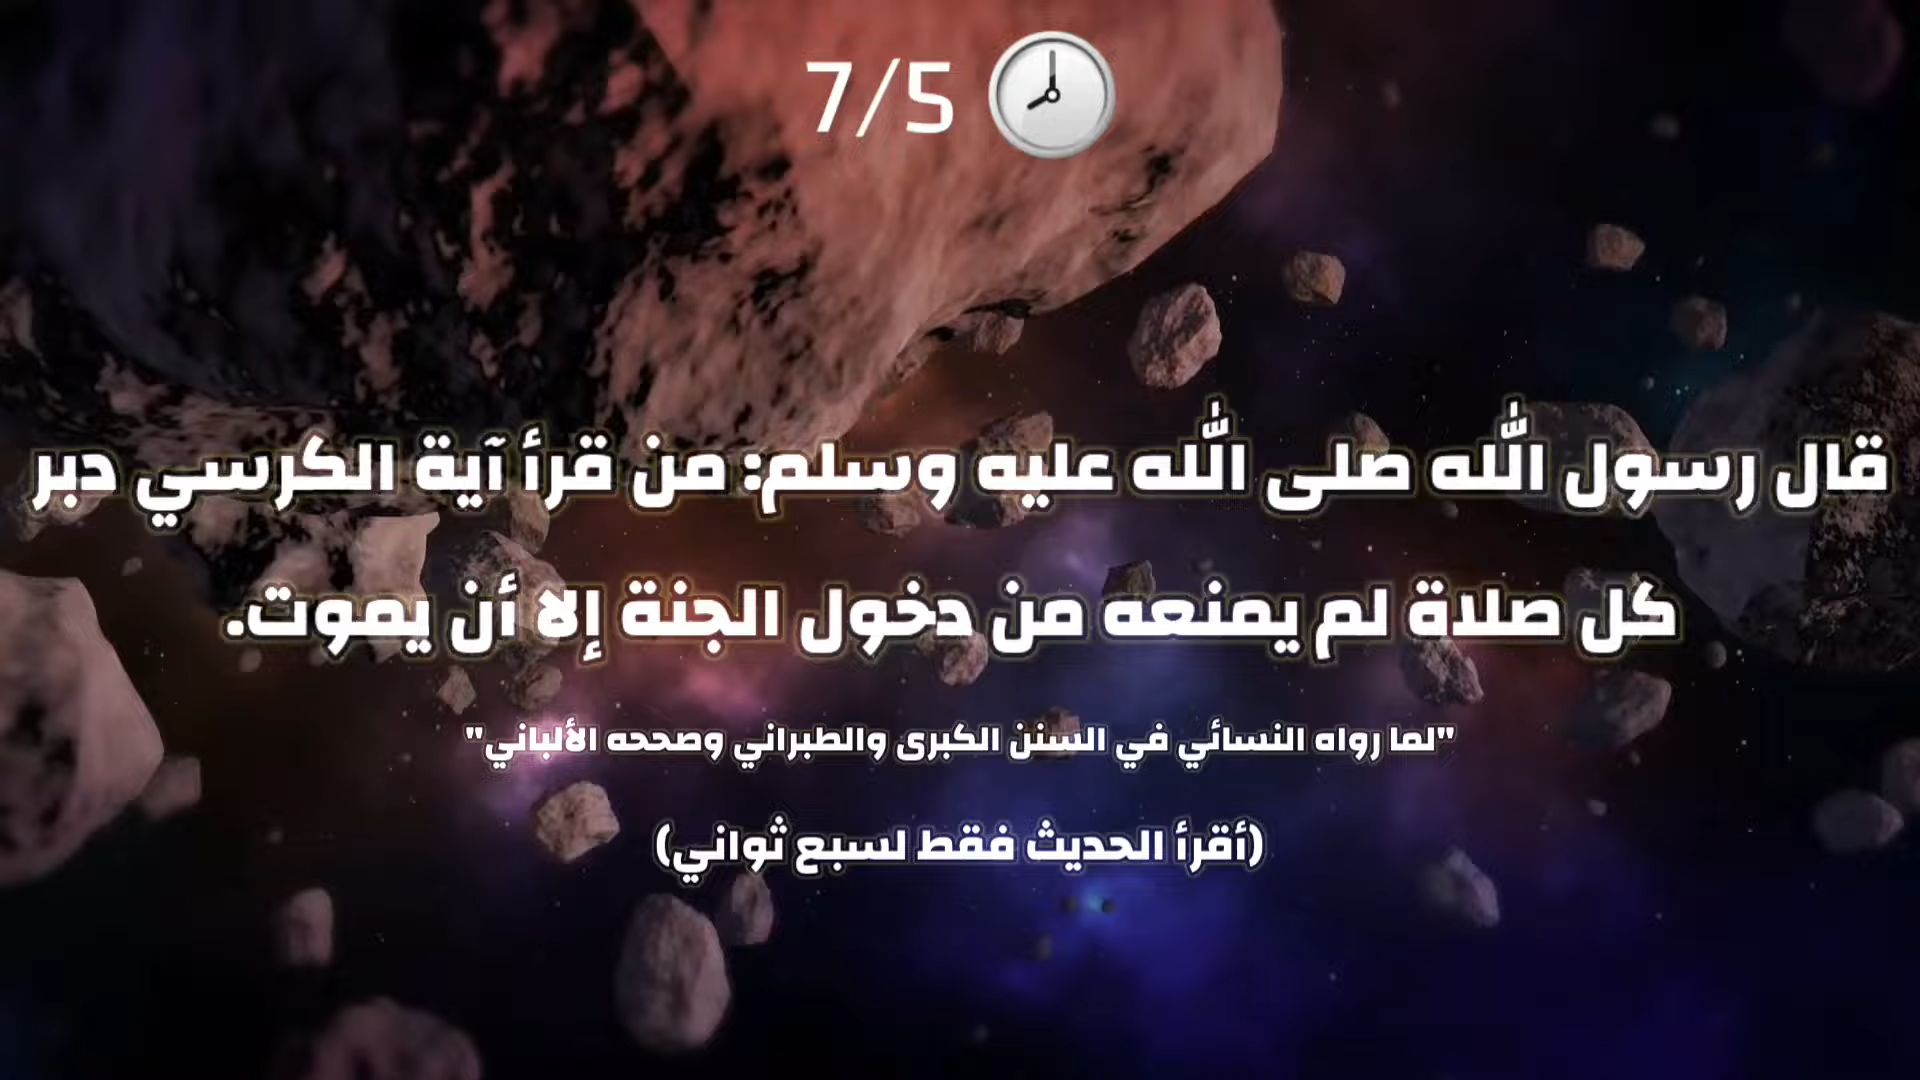 7/5
قال رسول الله صلى الله عليه وسلم: من قرأ آية الكرسي دبر
كل صلاة لم يمنعه من دخول الجنة إلا أن يموت.
"لما رواه النسائي في السنن الكبرى والطبراني وصححه الألباني"
(أقرأ الحديث فقط لسبع ثواني)